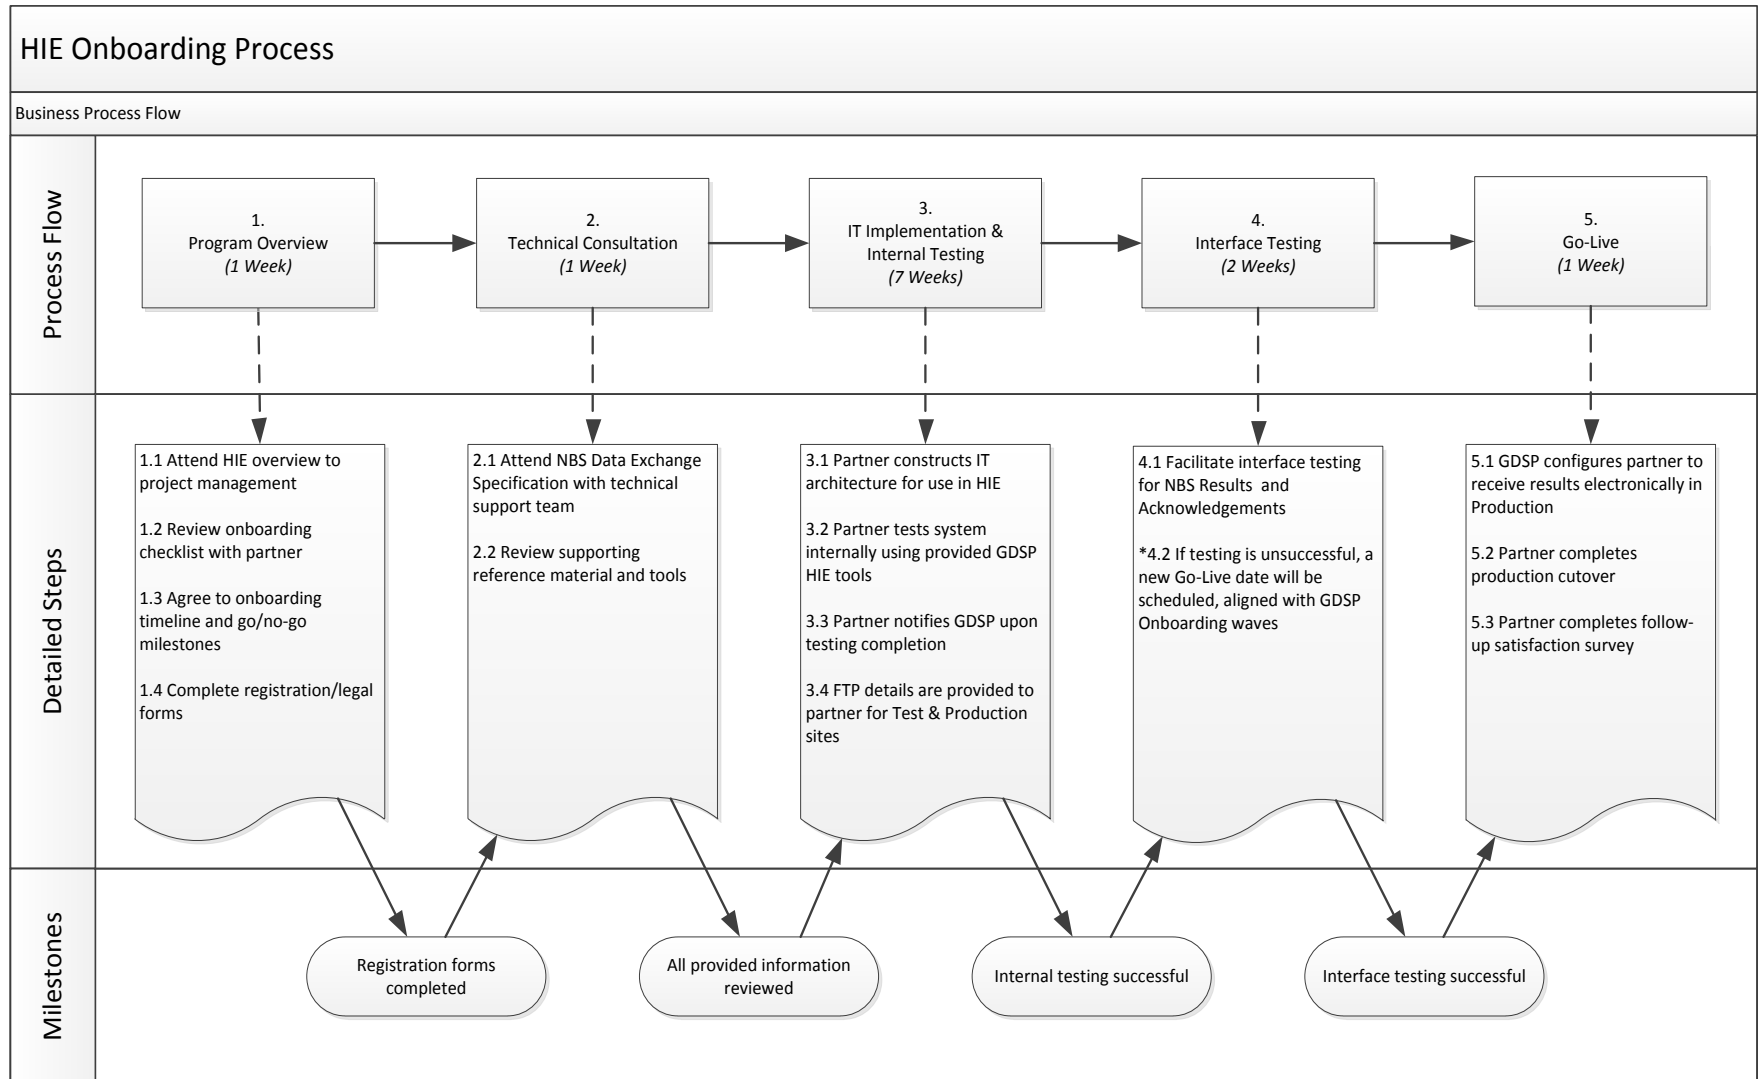 HIE Onboarding Process
Business Process Flow
Process Flow
1.
Program Overview
(1 Week)
2.
Technical Consultation
(1 Week)
3.
IT Implementation &
Internal Testing
(7 Weeks)
4.
Interface Testing
(2 Weeks)
5.
Go-Live
(1 Week)
Detailed Steps
1.1 Attend HIE overview to
project management
1.2 Review onboarding
checklist with partner
1.3 Agree to onboarding
timeline and go/no-go
milestones
1.4 Complete registration/legal
forms
2.1 Attend NBS Data Exchange
Specification with technical
support team
2.2 Review supporting
reference material and tools
3.1 Partner constructs IT
architecture for use in HIE
3.2 Partner tests system
internally using provided GDSP
HIE tools
3.3 Partner notifies GDSP upon
testing completion
3.4 FTP details are provided to
partner for Test & Production
sites
4.1 Facilitate interface testing
for NBS Results  and
Acknowledgements
*4.2 If testing is unsuccessful, a
new Go-Live date will be
scheduled, aligned with GDSP
Onboarding waves
5.1 GDSP configures partner to
receive results electronically in
Production
5.2 Partner completes
production cutover
5.3 Partner completes follow-
up satisfaction survey
Milestones
Registration forms
completed
All provided information
reviewed
Internal testing successful
Interface testing successful